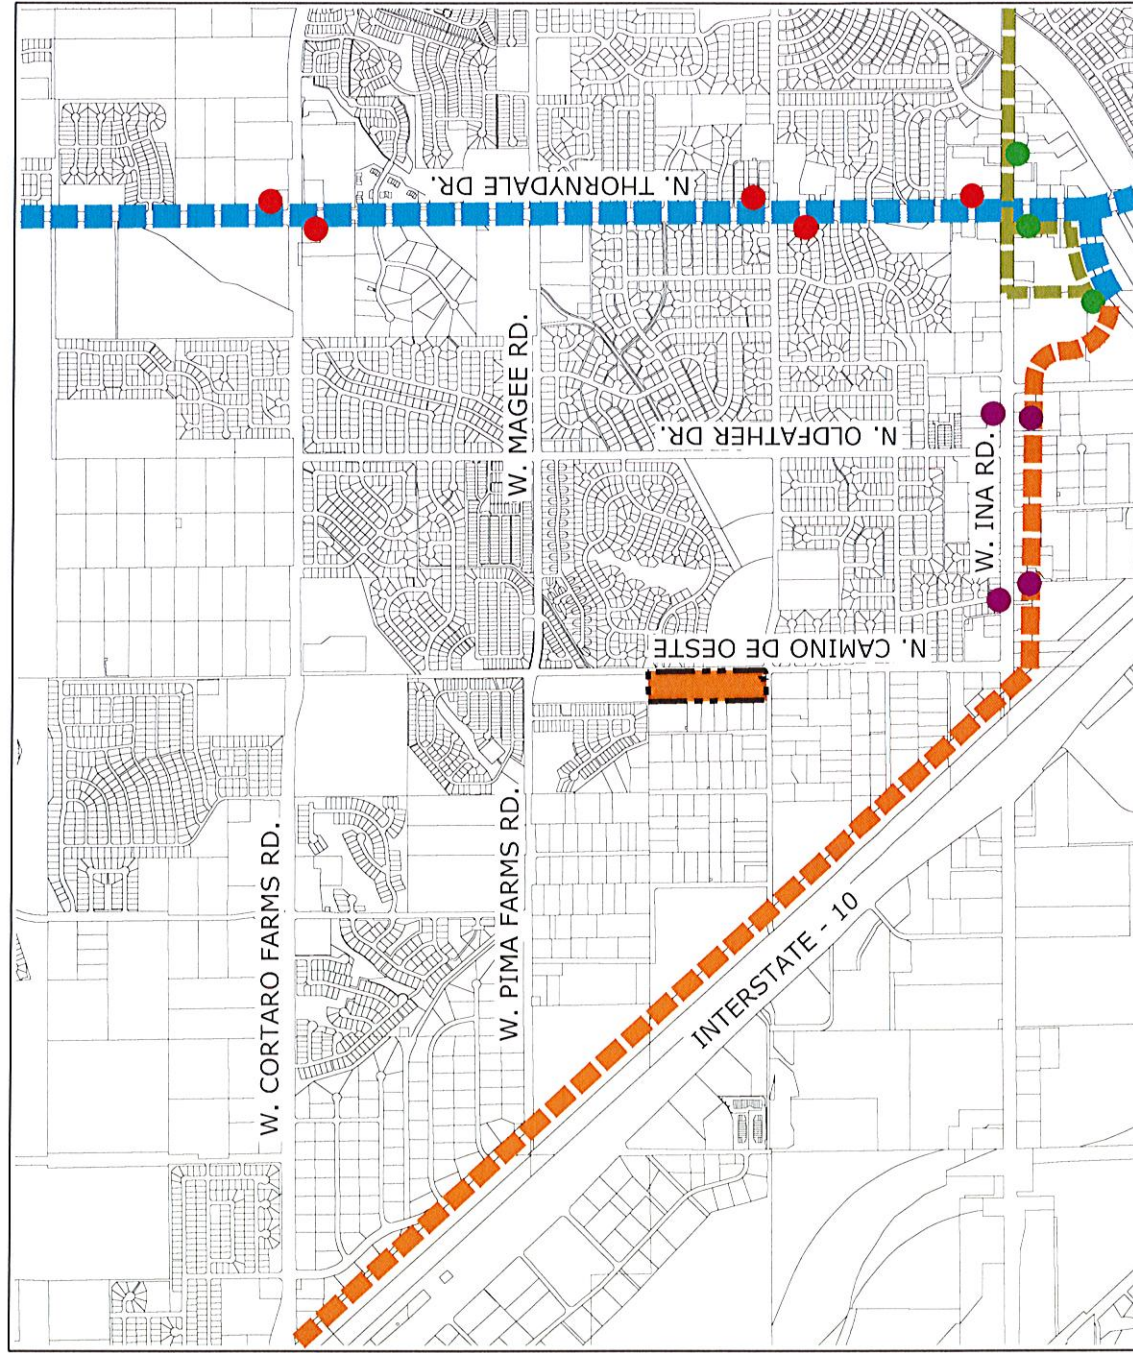 N. THORNYDALE DR.
W. MAGEE RD.
N. OLDFATHER DR.
W. INA RD.
N. CAMINO DE OESTE
W. CORTARO FARMS RD.
W. PIMA FARMS RD.
INTERSTATE - 10